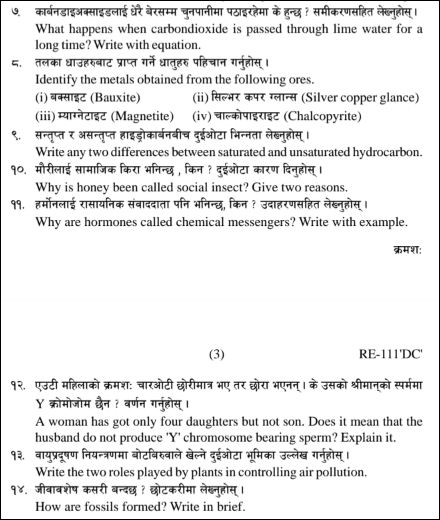 ७. कार्बनडाइअक्साइडलाई धेरै बेरसम्म चुनपानीमा पठाइरहेमा के हुन्छ ? समीकरणसहित लेख्नुहोस् ।
What happens when carbondioxide is passed through lime water for a
long time? Write with equation.
८. तलका धाउहरुबाट प्राप्त गर्ने धातुहरु पहिचान गर्नुहोस् ।
Identify the metals obtained from the following ores.
(i) बक्साइट (Bauxite) (ii) सिल्भर कपर ग्लान्स (Silver copper glance)
(iii) म्याग्नेटाइट (Magnetite) (iv) चाल्कोपाइराइट (Chalcopyrite)
९. सन्तृप्त र असन्तृप्त हाइड्रोकार्बनबीच दुईओटा भिन्नता लेख्नुहोस् ।
Write any two differences between saturated and unsaturated hydrocarbon.
१०. मौरीलाई सामाजिक किरा भनिन्छ , किन ? दुईओटा कारण दिनुहोस् ।
Why is honey been called social insect? Give two reasons.
११. हर्मोनलाई रासायनिक संवाददाता पनि भनिन्छ, किन ? उदाहरणसहित लेख्नुहोस् ।
Why are hormones called chemical messengers? Write with example.
क्रमशः
(3) RE-111'DC'
१२. एउटी महिलाको क्रमशः चारओटी छोरीमात्र भए तर छोरा भएनन् । के उसको श्रीमान्‌को स्पर्ममा
Y क्रोमोजोम छैन ? वर्णन गर्नुहोस् ।
A woman has got only four daughters but not son. Does it mean that the
husband do not produce 'Y' chromosome bearing sperm? Explain it.
१३. वायुप्रदूषण नियन्त्रणमा बोटबिरुवाले खेल्ने दुईओटा भूमिका उल्लेख गर्नुहोस् ।
Write the two roles played by plants in controlling air pollution.
१४. जीवावशेष कसरी बन्दछ ? छोटकरीमा लेख्नुहोस् ।
How are fossils formed? Write in brief.